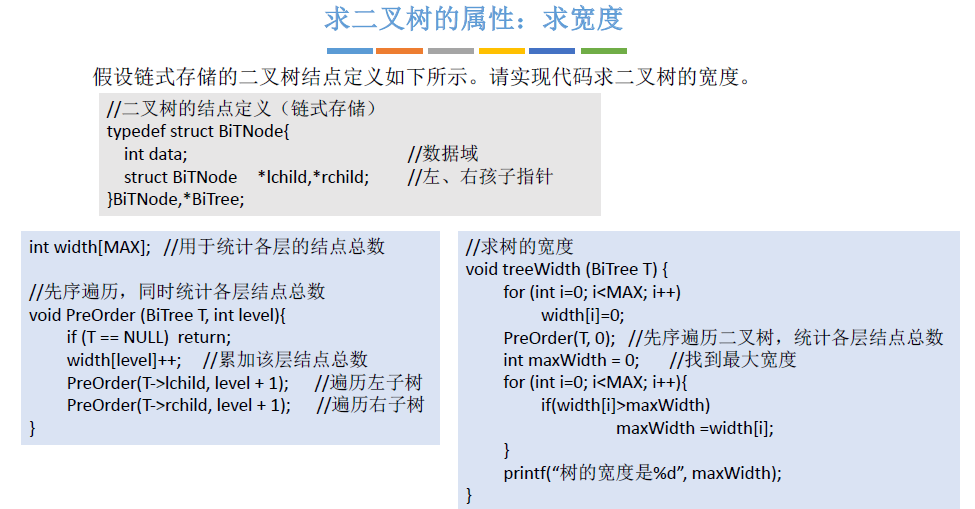 求二叉树的属性：求宽度
假设链式存储的二叉树结点定义如下所示。请实现代码求二叉树的宽度。
//二叉树的结点定义（链式存储）
typedef struct BiTNode{
int data; //数据域
struct BiTNode *lchild,*rchild; //左、右孩子指针
}BiTNode,*BiTree;
int width[MAX]; //用于统计各层的结点总数
//先序遍历，同时统计各层结点总数
void PreOrder (BiTree T, int level){
if (T == NULL) return;
width[level]++; //累加该层结点总数
PreOrder(T->lchild, level + 1); //遍历左子树
PreOrder(T->rchild, level + 1); //遍历右子树
}
//求树的宽度
void treeWidth (BiTree T) {
for (int i=0; i<MAX; i++)
width[i]=0;
PreOrder(T, 0); //先序遍历二叉树，统计各层结点总数
int maxWidth = 0; //找到最大宽度
for (int i=0; i<MAX; i++){
if(width[i]>maxWidth)
maxWidth =width[i];
}
printf(“树的宽度是%d”, maxWidth);
}